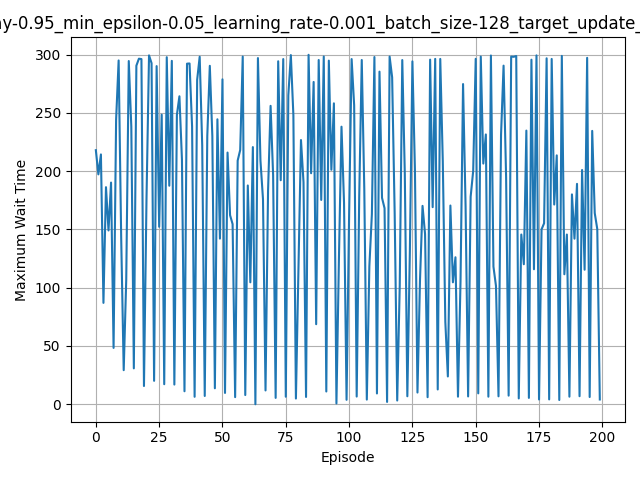 ay-0.95_min_epsilon-0.05_learning_rate-0.001_batch_size-128_target_update_
Maximum Wait Time
300
250
200
150
100
50
0
0 25 50 75 100 125 150 175 200
Episode